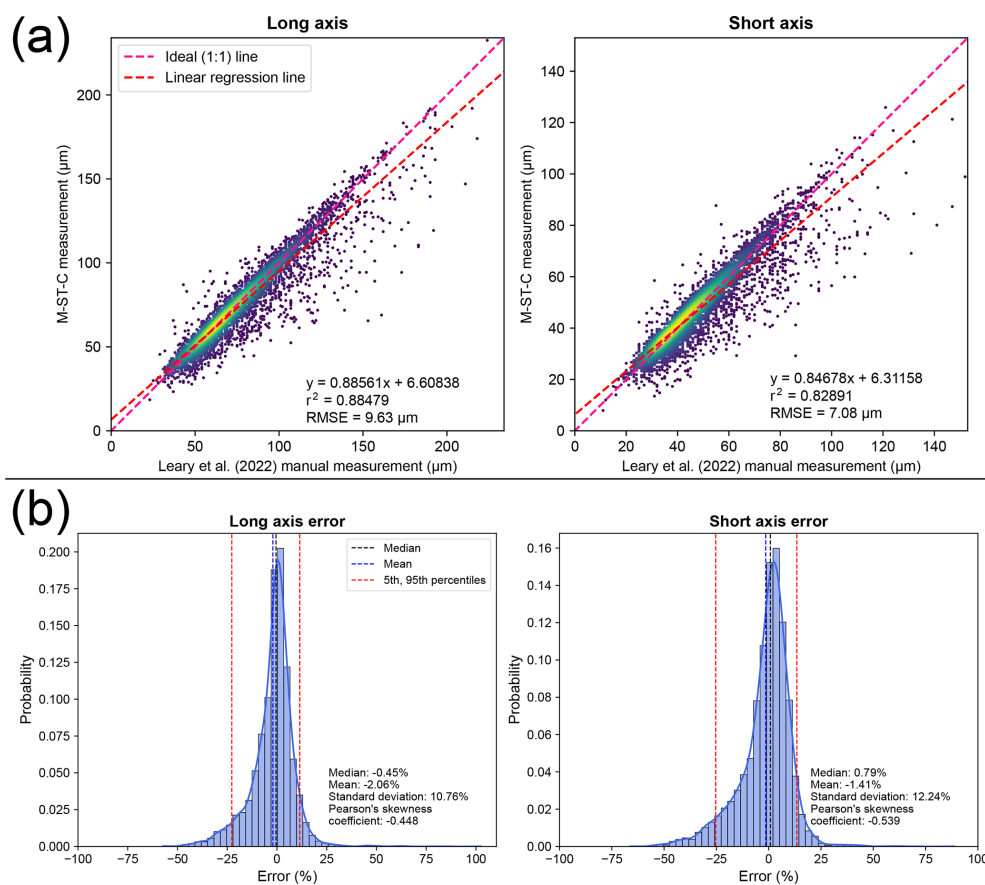 (a)
Long axis
Short axis
Ideal (1:1) line
Linear regression line
M-ST-C measurement (μm)
200
150
100
50
0
y = 0.88561x + 6.60838
r² = 0.88479
RMSE = 9.63 μm
0 50 100 150 200
Leary et al. (2022) manual measurement (μm)
M-ST-C measurement (μm)
140
120
100
80
60
40
20
0
y = 0.84678x + 6.31158
r² = 0.82891
RMSE = 7.08 μm
0 20 40 60 80 100 120 140
Leary et al. (2022) manual measurement (μm)
(b)
Long axis error
Median
Mean
5th, 95th percentiles
Probability
0.200
0.175
0.150
0.125
0.100
0.075
0.050
0.025
0.000
Median: -0.45%
Mean: -2.06%
Standard deviation: 10.76%
Pearson's skewness
coefficient: -0.448
−100 −75 −50 −25 0 25 50 75 100
Error (%)
Short axis error
Probability
0.16
0.14
0.12
0.10
0.08
0.06
0.04
0.02
0.00
Median: 0.79%
Mean: -1.41%
Standard deviation: 12.24%
Pearson's skewness
coefficient: -0.539
−100 −75 −50 −25 0 25 50 75 100
Error (%)